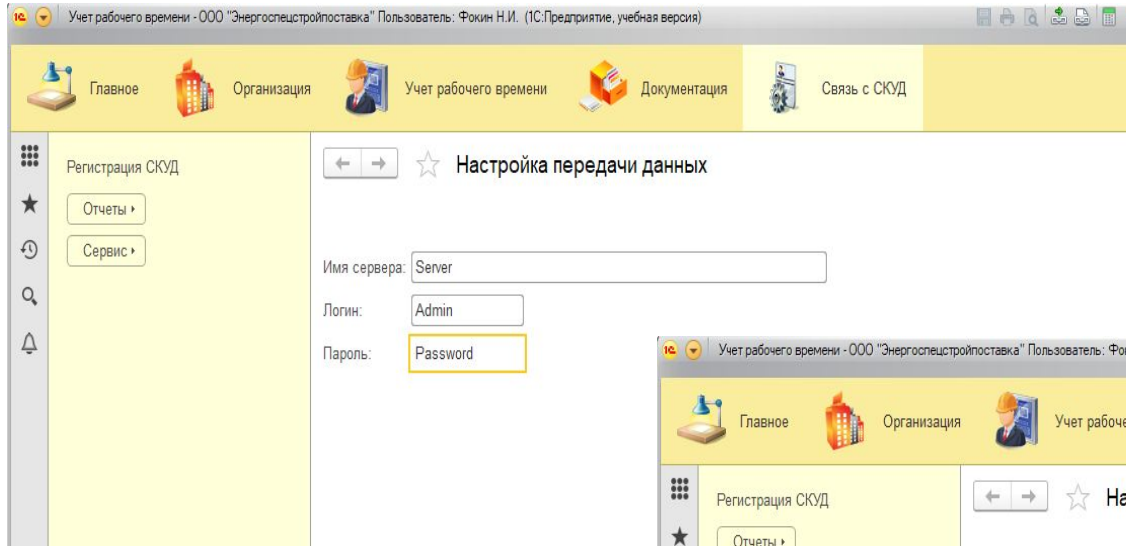 Учет рабочего времени - ООО "Энергоспецстройпоставка" Пользователь: Фокин Н.И. (1С:Предприятие, учебная версия)
Главное Организация Учет рабочего времени Документация Связь с СКУД
Регистрация СКУД
Отчеты
Сервис
Настройка передачи данных
Имя сервера: Server
Логин: Admin
Пароль: Password
Учет рабочего времени - ООО "Энергоспецстройпоставка" Пользователь: Фок
Главное Организация Учет рабоче
Регистрация СКУД
Отчеты
На